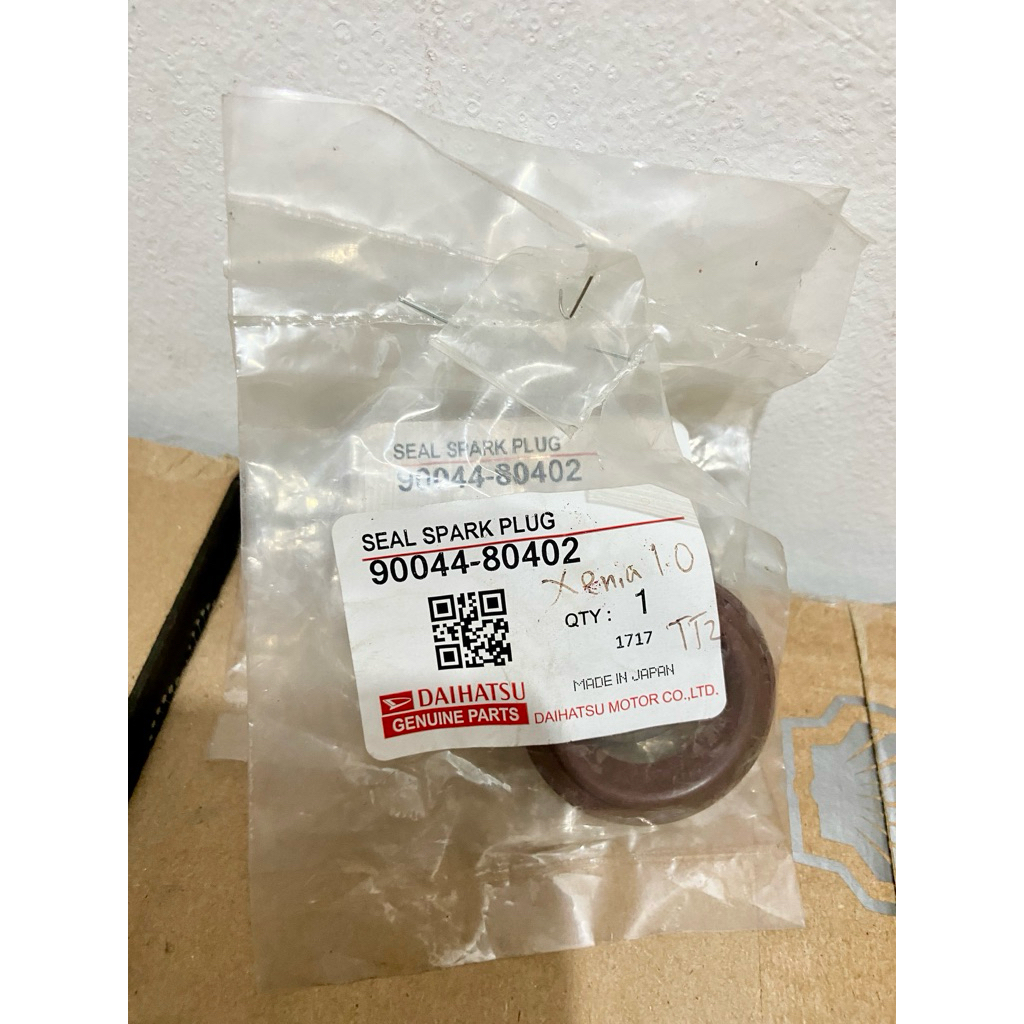 SEAL SPARK PLUG
90044-80402
SEAL SPARK PLUG
90044-80402
Xenia 1.0
QTY : 1
1717
TT2
MADE IN JAPAN
DAIHATSU
GENUINE PARTS
DAIHATSU MOTOR CO.,LTD.